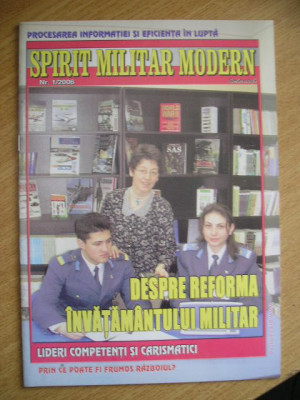 PROCESAREA INFORMAȚIEI ȘI EFICIENȚA ÎN LUPTĂ
SPIRIT MILITAR MODERN
Nr. 1/2006
SAS
DESPRE REFORMA
ÎNVĂȚĂMÂNTULUI MILITAR
LIDERI COMPETENȚI ȘI CARISMATICI
PRIN CE POATE FI FRUMOS RĂZBOIUL?